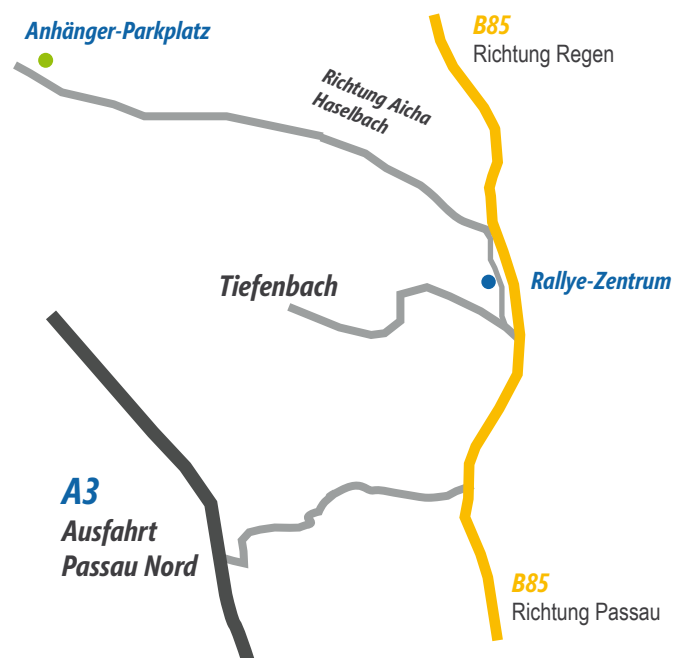 Anhänger-Parkplatz
B85
Richtung Regen
Richtung Aicha
Haselbach
Tiefenbach
Rallye-Zentrum
A3
Ausfahrt
Passau Nord
B85
Richtung Passau